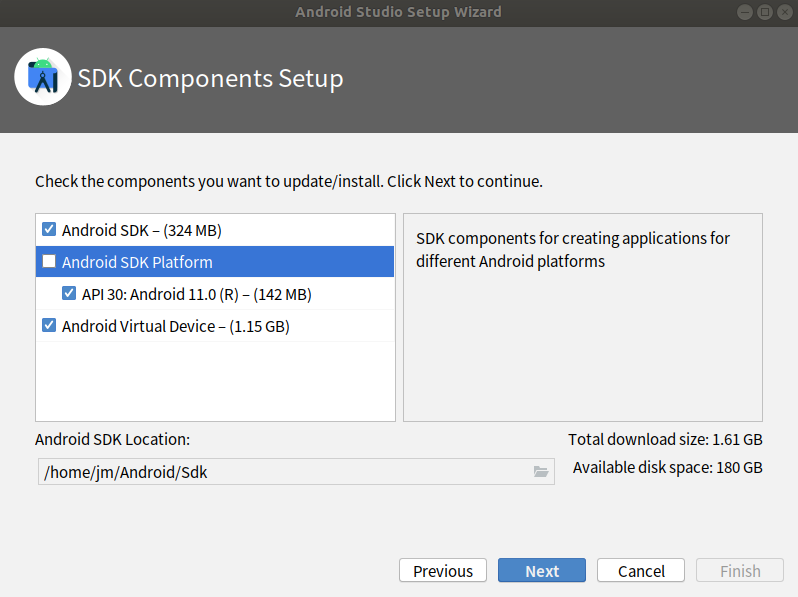 Android Studio Setup Wizard
SDK Components Setup
Check the components you want to update/install. Click Next to continue.
Android SDK – (324 MB)
Android SDK Platform
API 30: Android 11.0 (R) – (142 MB)
Android Virtual Device – (1.15 GB)
SDK components for creating applications for
different Android platforms
Android SDK Location:
Total download size: 1.61 GB
/home/jm/Android/Sdk
Available disk space: 180 GB
Previous
Next
Cancel
Finish